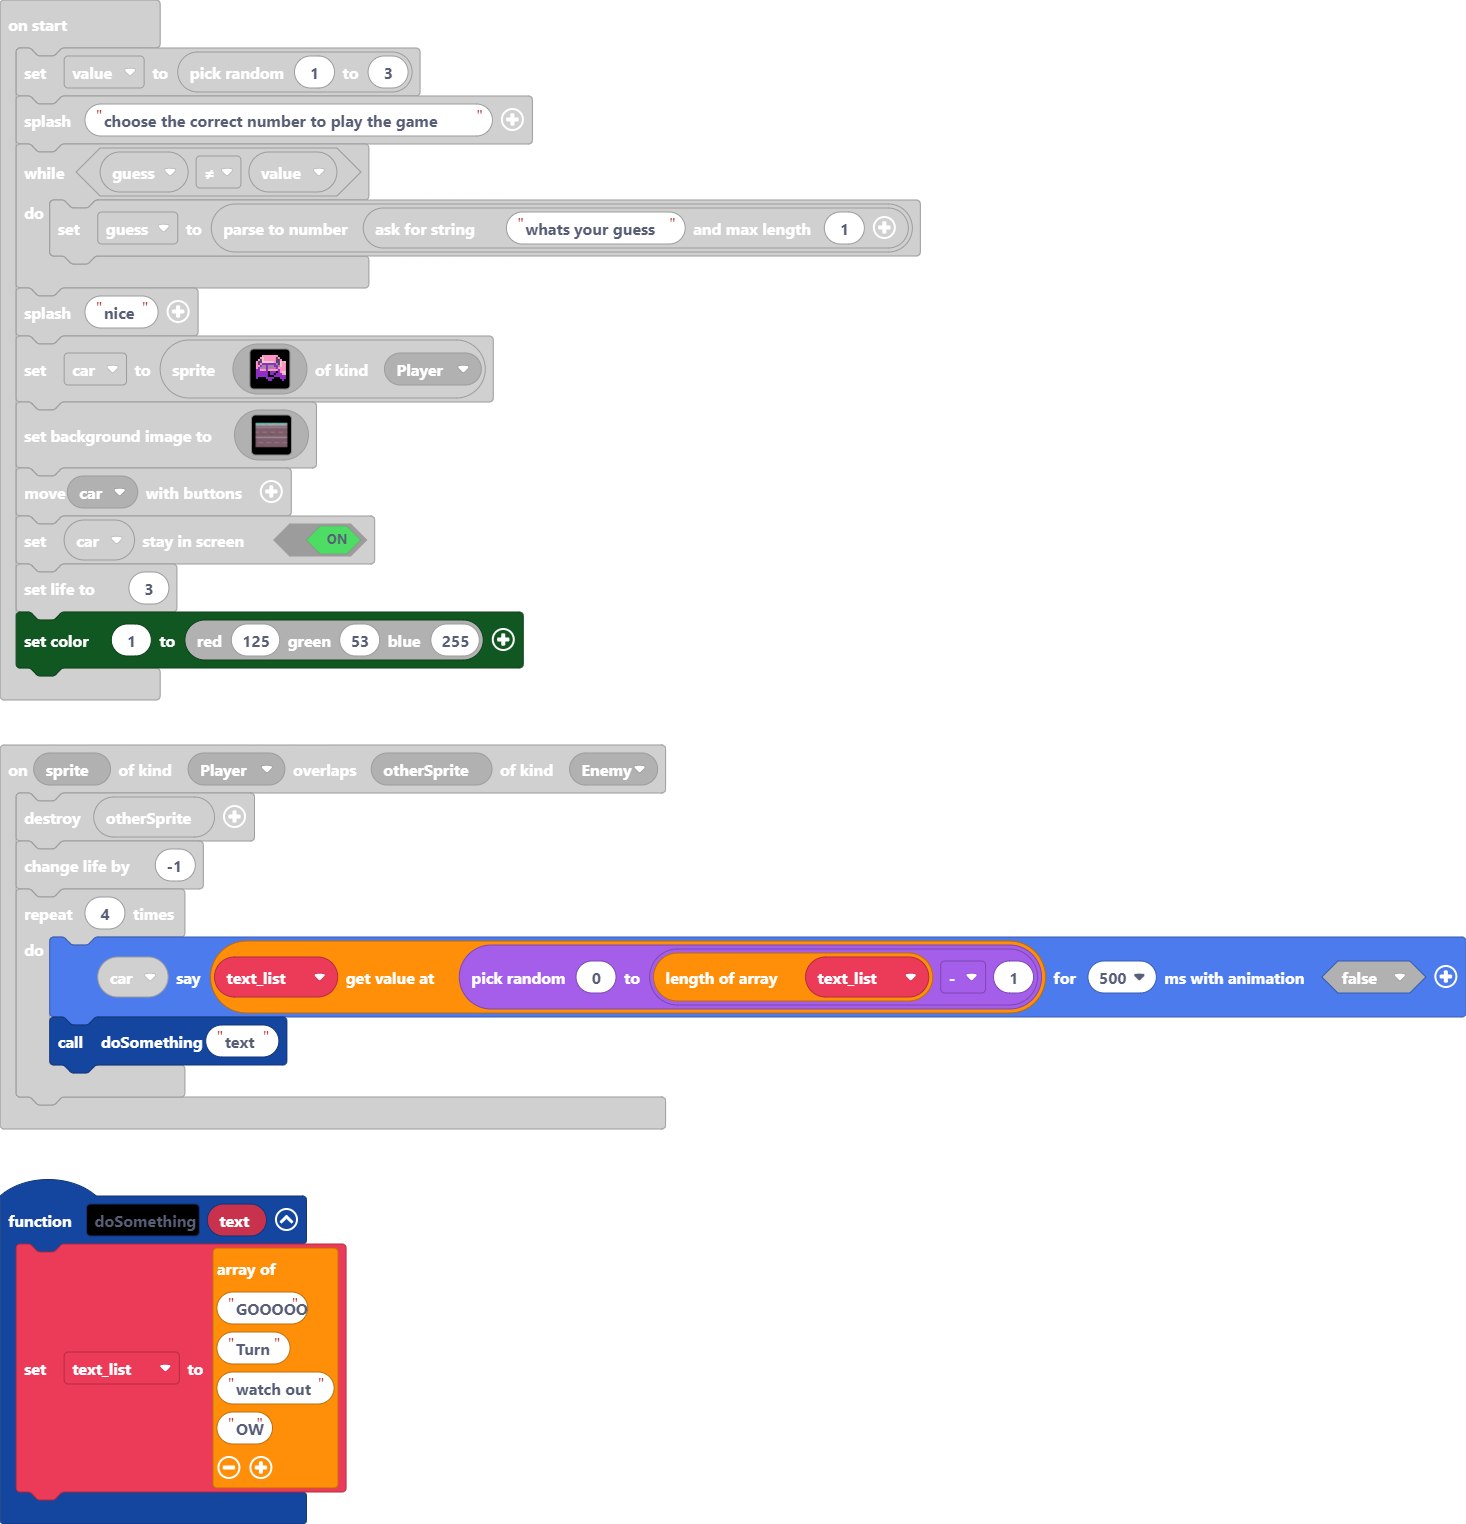 on start
set value to pick random 1 to 3
splash "choose the correct number to play the game"
while guess ≠ value
do set guess to parse to number ask for string "whats your guess" and max length 1
splash "nice"
set car to sprite of kind Player
set background image to
move car with buttons
set car stay in screen ON
set life to 3
set color 1 to red 125 green 53 blue 255
on sprite of kind Player overlaps otherSprite of kind Enemy
destroy otherSprite
change life by -1
repeat 4 times
do
car say text_list get value at pick random 0 to length of array text_list - 1 for 500 ms with animation false
call doSomething "text"
function doSomething text
array of
"GOOOOO"
"Turn"
"watch out"
set text_list to
"OW"